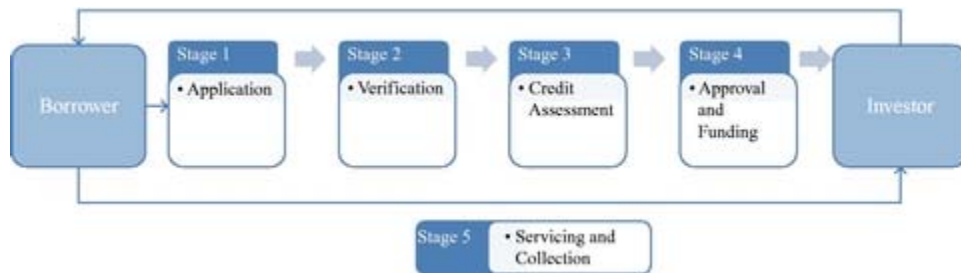 Stage 1
Stage 2
Stage 3
Stage 4
Borrower
• Application
• Verification
• Credit
Assessment
• Approval
and
Funding
Investor
Stage 5
• Servicing and
Collection